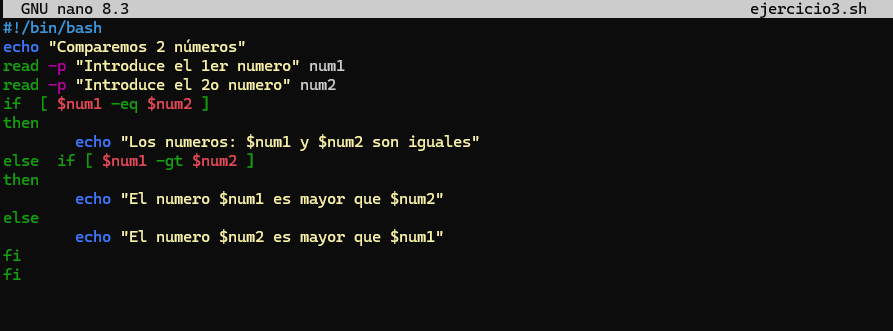 GNU nano 8.3 ejercicio3.sh
#!/bin/bash
echo "Comparemos 2 números"
read -p "Introduce el 1er numero" num1
read -p "Introduce el 2o numero" num2
if  [ $num1 -eq $num2 ]
then
        echo "Los numeros: $num1 y $num2 son iguales"
else  if [ $num1 -gt $num2 ]
then
        echo "El numero $num1 es mayor que $num2"
else
        echo "El numero $num2 es mayor que $num1"
fi
fi